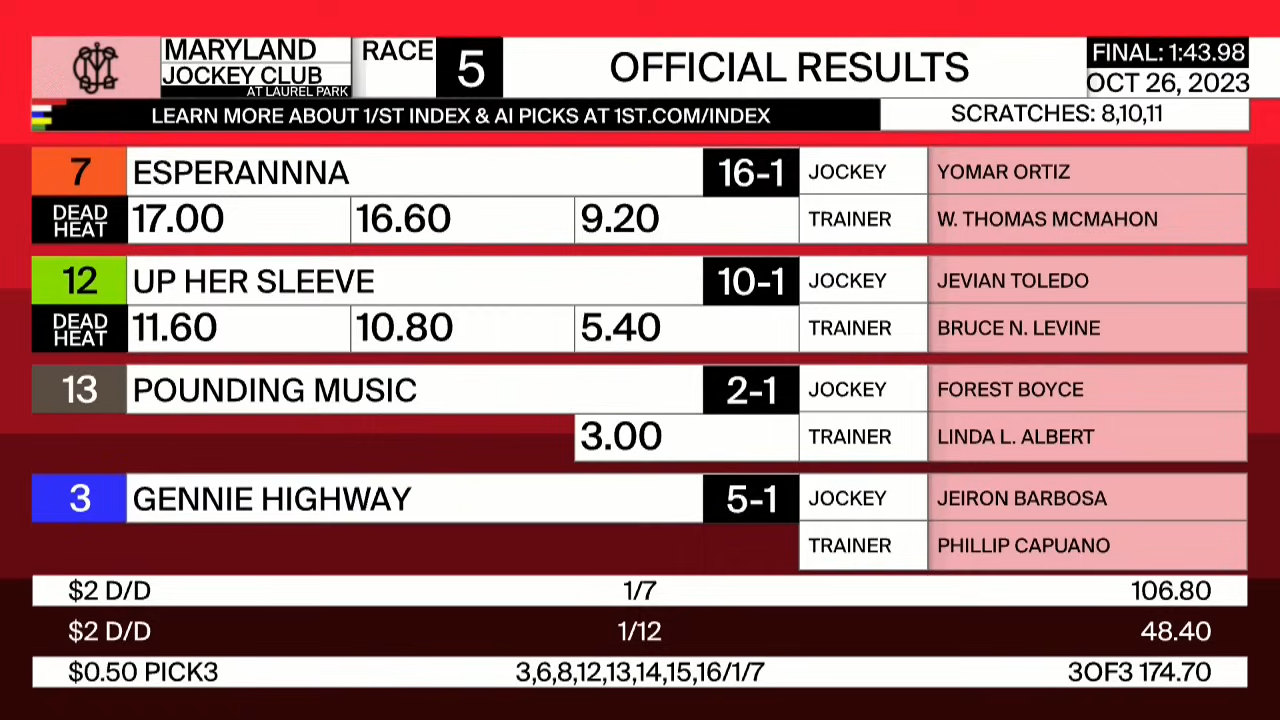 MARYLAND
JOCKEY CLUB
AT LAUREL PARK
RACE 5
OFFICIAL RESULTS
FINAL: 1:43.98
OCT 26, 2023
LEARN MORE ABOUT 1/ST INDEX & AI PICKS AT 1ST.COM/INDEX
SCRATCHES: 8,10,11
7 ESPERANNNA 16-1 JOCKEY YOMAR ORTIZ
DEAD HEAT 17.00 16.60 9.20 TRAINER W. THOMAS MCMAHON
12 UP HER SLEEVE 10-1 JOCKEY JEVIAN TOLEDO
DEAD HEAT 11.60 10.80 5.40 TRAINER BRUCE N. LEVINE
13 POUNDING MUSIC 2-1 JOCKEY FOREST BOYCE
3.00 TRAINER LINDA L. ALBERT
3 GENNIE HIGHWAY 5-1 JOCKEY JEIRON BARBOSA
TRAINER PHILLIP CAPUANO
$2 D/D 1/7 106.80
$2 D/D 1/12 48.40
$0.50 PICK3 3,6,8,12,13,14,15,16/1/7 3OF3 174.70